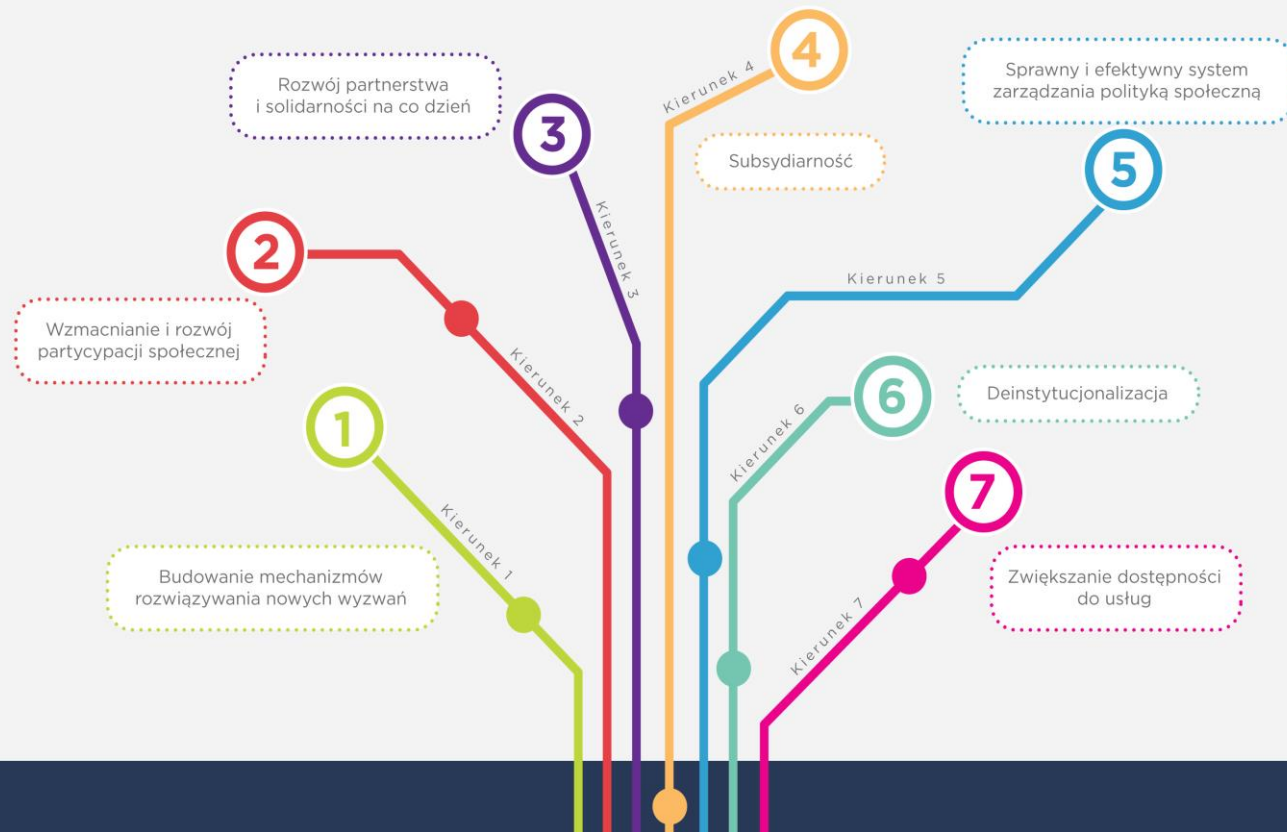 4
Kierunek 4
Rozwój partnerstwa
i solidarności na co dzień
3
Kierunek 3
Sprawny i efektywny system
zarządzania polityką społeczną
5
Kierunek 5
Subsydiarność
2
Kierunek 2
Wzmacnianie i rozwój
partycypacji społecznej
1
Kierunek 1
6
Kierunek 6
Deinstytucjonalizacja
7
Kierunek 7
Budowanie mechanizmów
rozwiązywania nowych wyzwań
Zwiększanie dostępności
do usług